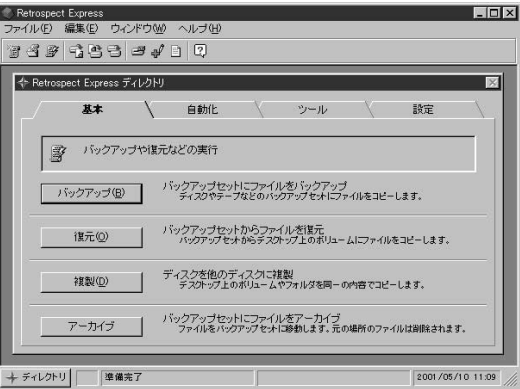 Retrospect Express
ファイル(F) 編集(E) ウィンドウ(W) ヘルプ(H)
Retrospect Express ディレクトリ
基本 自動化 ツール 設定
バックアップや復元などの実行
バックアップ(B)
バックアップセットにファイルをバックアップ
ディスクやテープなどのバックアップセットにファイルをコピーします。
復元(O)
バックアップセットからファイルを復元
バックアップセットからデスクトップ上のボリュームにファイルをコピーします。
複製(D)
ディスクを他のディスクに複製
デスクトップ上のボリュームやフォルダを同一の内容でコピーします。
アーカイブ
バックアップセットにファイルをアーカイブ
ファイルをバックアップセットに移動します。元の場所のファイルは削除されます。
ディレクトリ 準備完了 2001/05/10 11:09